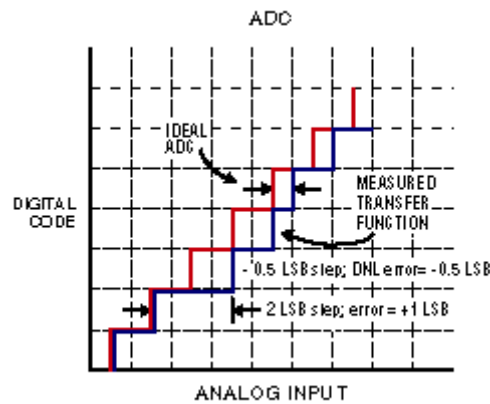 ADC
IDEAL
ADC
DIGITAL
CODE
MEASURED
TRANSFER
FUNCTION
- 0.5 LSB step; DNL error= -0.5 LSB
2 LSB step; error = +1 LSB
ANALOG INPUT